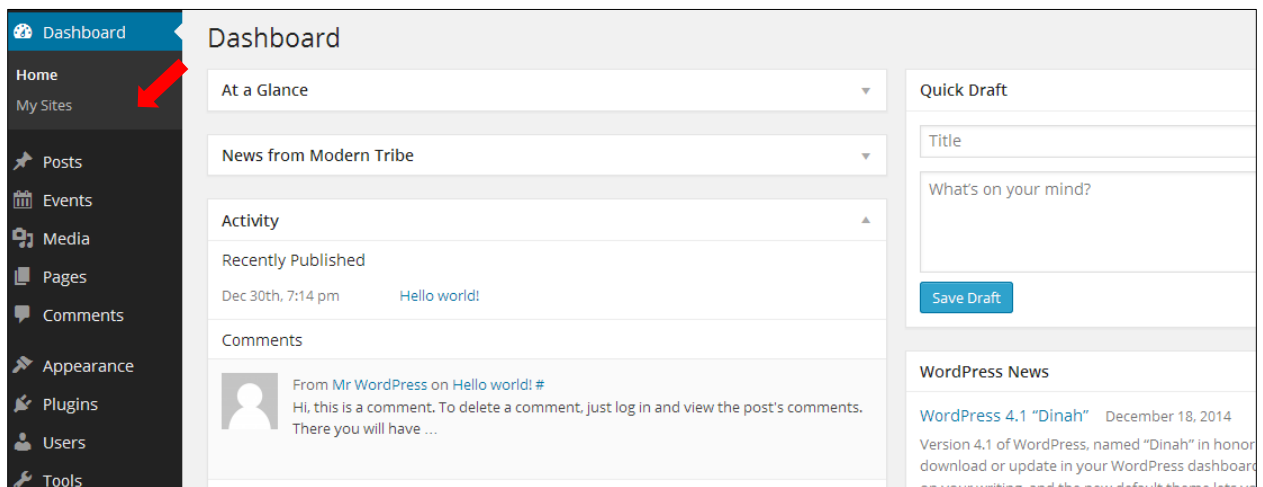 Dashboard
Home
My Sites
Posts
Events
Media
Pages
Comments
Appearance
Plugins
Users
Tools
Dashboard
At a Glance
News from Modern Tribe
Activity
Recently Published
Dec 30th, 7:14 pm Hello world!
Comments
From Mr WordPress on Hello world! #
Hi, this is a comment. To delete a comment, just log in and view the post's comments.
There you will have …
Quick Draft
Title
What's on your mind?
Save Draft
WordPress News
WordPress 4.1 “Dinah” December 18, 2014
Version 4.1 of WordPress, named “Dinah” in honor
download or update in your WordPress dashboard